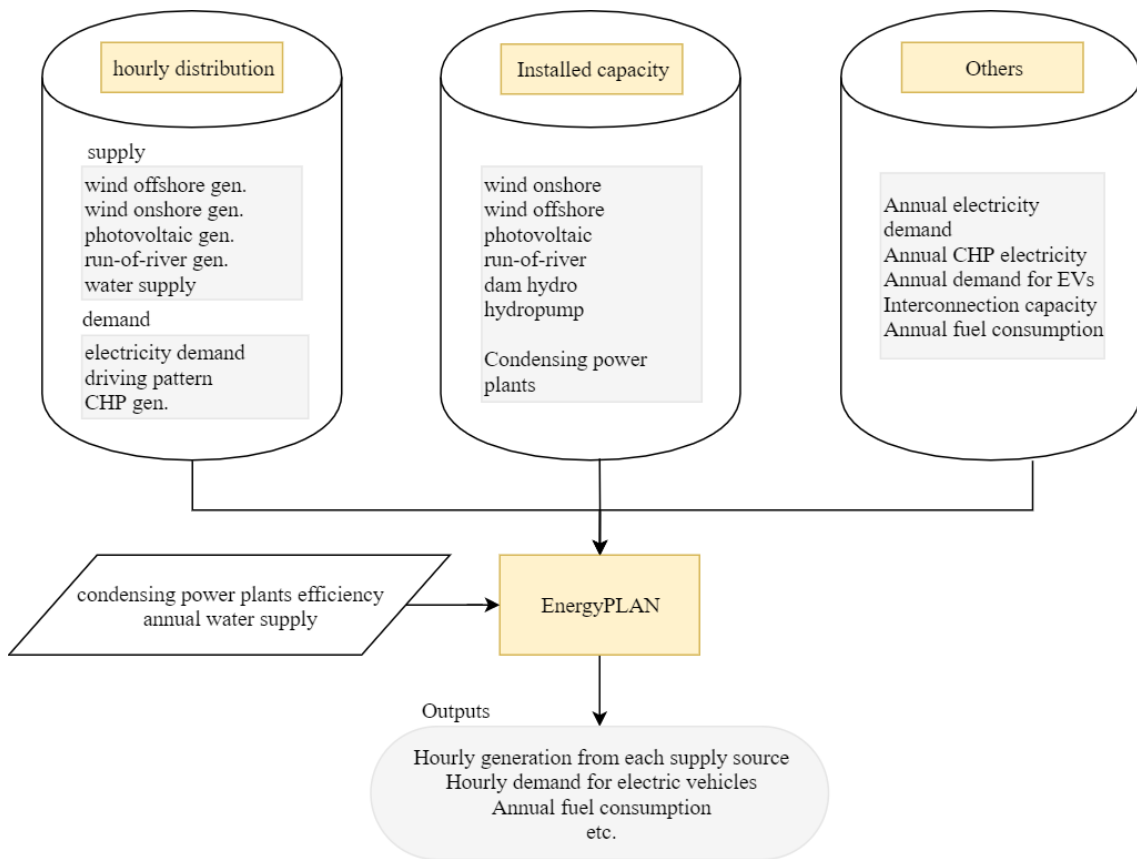 hourly distribution
supply
wind offshore gen.
wind onshore gen.
photovoltaic gen.
run-of-river gen.
water supply
demand
electricity demand
driving pattern
CHP gen.
Installed capacity
wind onshore
wind offshore
photovoltaic
run-of-river
dam hydro
hydropump
Condensing power
plants
Others
Annual electricity
demand
Annual CHP electricity
Annual demand for EVs
Interconnection capacity
Annual fuel consumption
condensing power plants efficiency
annual water supply
EnergyPLAN
Outputs
Hourly generation from each supply source
Hourly demand for electric vehicles
Annual fuel consumption
etc.